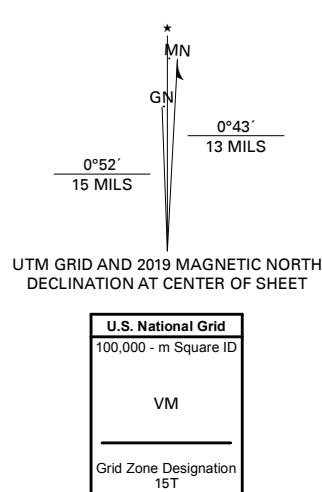 ★
MN
GN
0°43´
13 MILS
0°52´
15 MILS
UTM GRID AND 2019 MAGNETIC NORTH
DECLINATION AT CENTER OF SHEET
U.S. National Grid
100,000 - m Square ID
VM
Grid Zone Designation
15T